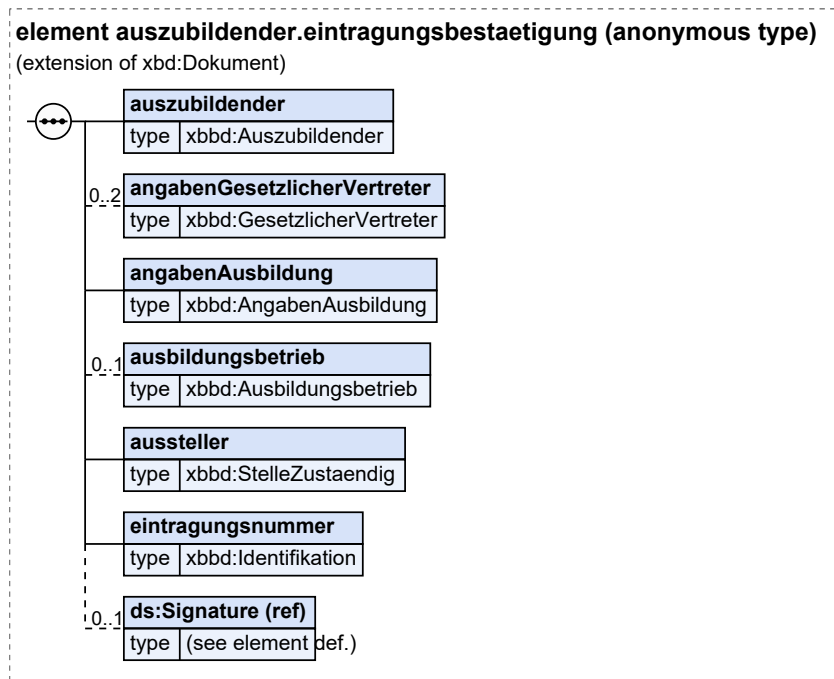 element auszubildender.eintragungsbestaetigung (anonymous type)
(extension of xbd:Dokument)
auszubildender
type xbbd:Auszubildender
0..2 angabenGesetzlicherVertreter
type xbbd:GesetzlicherVertreter
angabenAusbildung
type xbbd:AngabenAusbildung
0..1 ausbildungsbetrieb
type xbbd:Ausbildungsbetrieb
aussteller
type xbbd:StelleZustaendig
eintragungsnummer
type xbbd:Identifikation
0..1 ds:Signature (ref)
type (see element def.)